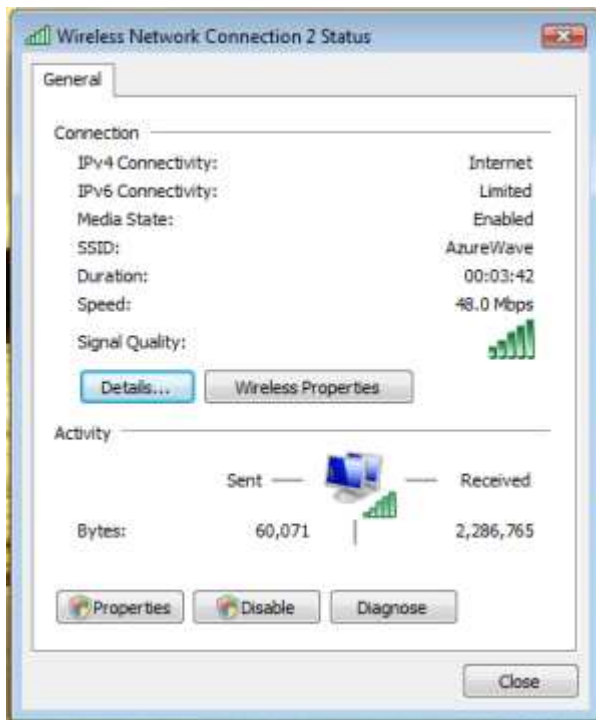 Wireless Network Connection 2 Status
General
Connection
IPv4 Connectivity: Internet
IPv6 Connectivity: Limited
Media State: Enabled
SSID: AzureWave
Duration: 00:03:42
Speed: 48.0 Mbps
Signal Quality:
Details... Wireless Properties
Activity
Sent Received
Bytes: 60,071 2,286,765
Properties Disable Diagnose
Close